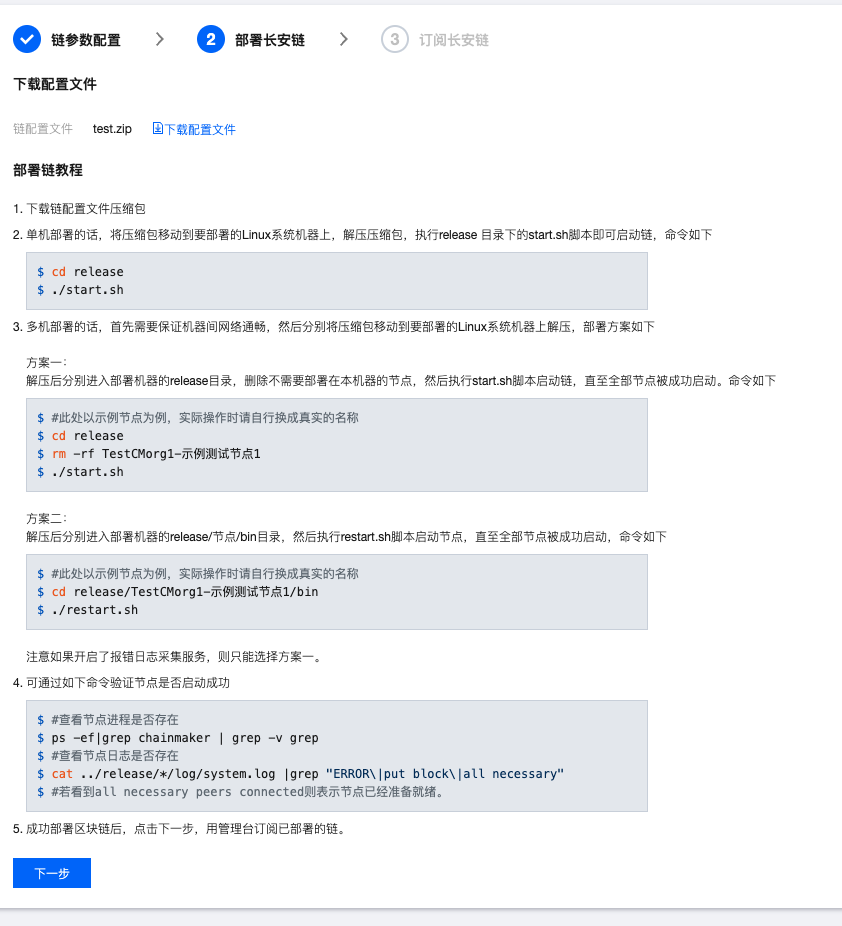 链参数配置 2 部署长安链 3 订阅长安链
下载配置文件
链配置文件 test.zip 下载配置文件
部署链教程
1. 下载链配置文件压缩包
2. 单机部署的话，将压缩包移动到要部署的Linux系统机器上，解压压缩包，执行release 目录下的start.sh脚本即可启动链，命令如下
$ cd release
$ ./start.sh
3. 多机部署的话，首先需要保证机器间网络通畅，然后分别将压缩包移动到要部署的Linux系统机器上解压，部署方案如下
方案一：
解压后分别进入部署机器的release目录，删除不需要部署在本机器的节点，然后执行start.sh脚本启动链，直至全部节点被成功启动。命令如下
$ #此处以示例节点为例，实际操作时请自行换成真实的名称
$ cd release
$ rm -rf TestCMorg1-示例测试节点1
$ ./start.sh
方案二：
解压后分别进入部署机器的release/节点/bin目录，然后执行restart.sh脚本启动节点，直至全部节点被成功启动，命令如下
$ #此处以示例节点为例，实际操作时请自行换成真实的名称
$ cd release/TestCMorg1-示例测试节点1/bin
$ ./restart.sh
注意如果开启了报错日志采集服务，则只能选择方案一。
4. 可通过如下命令验证节点是否启动成功
$ #查看节点进程是否存在
$ ps -ef|grep chainmaker | grep -v grep
$ #查看节点日志是否存在
$ cat ../release/*/log/system.log |grep "ERROR\|put block\|all necessary"
$ #若看到all necessary peers connected则表示节点已经准备就绪。
5. 成功部署区块链后，点击下一步，用管理台订阅已部署的链。
下一步